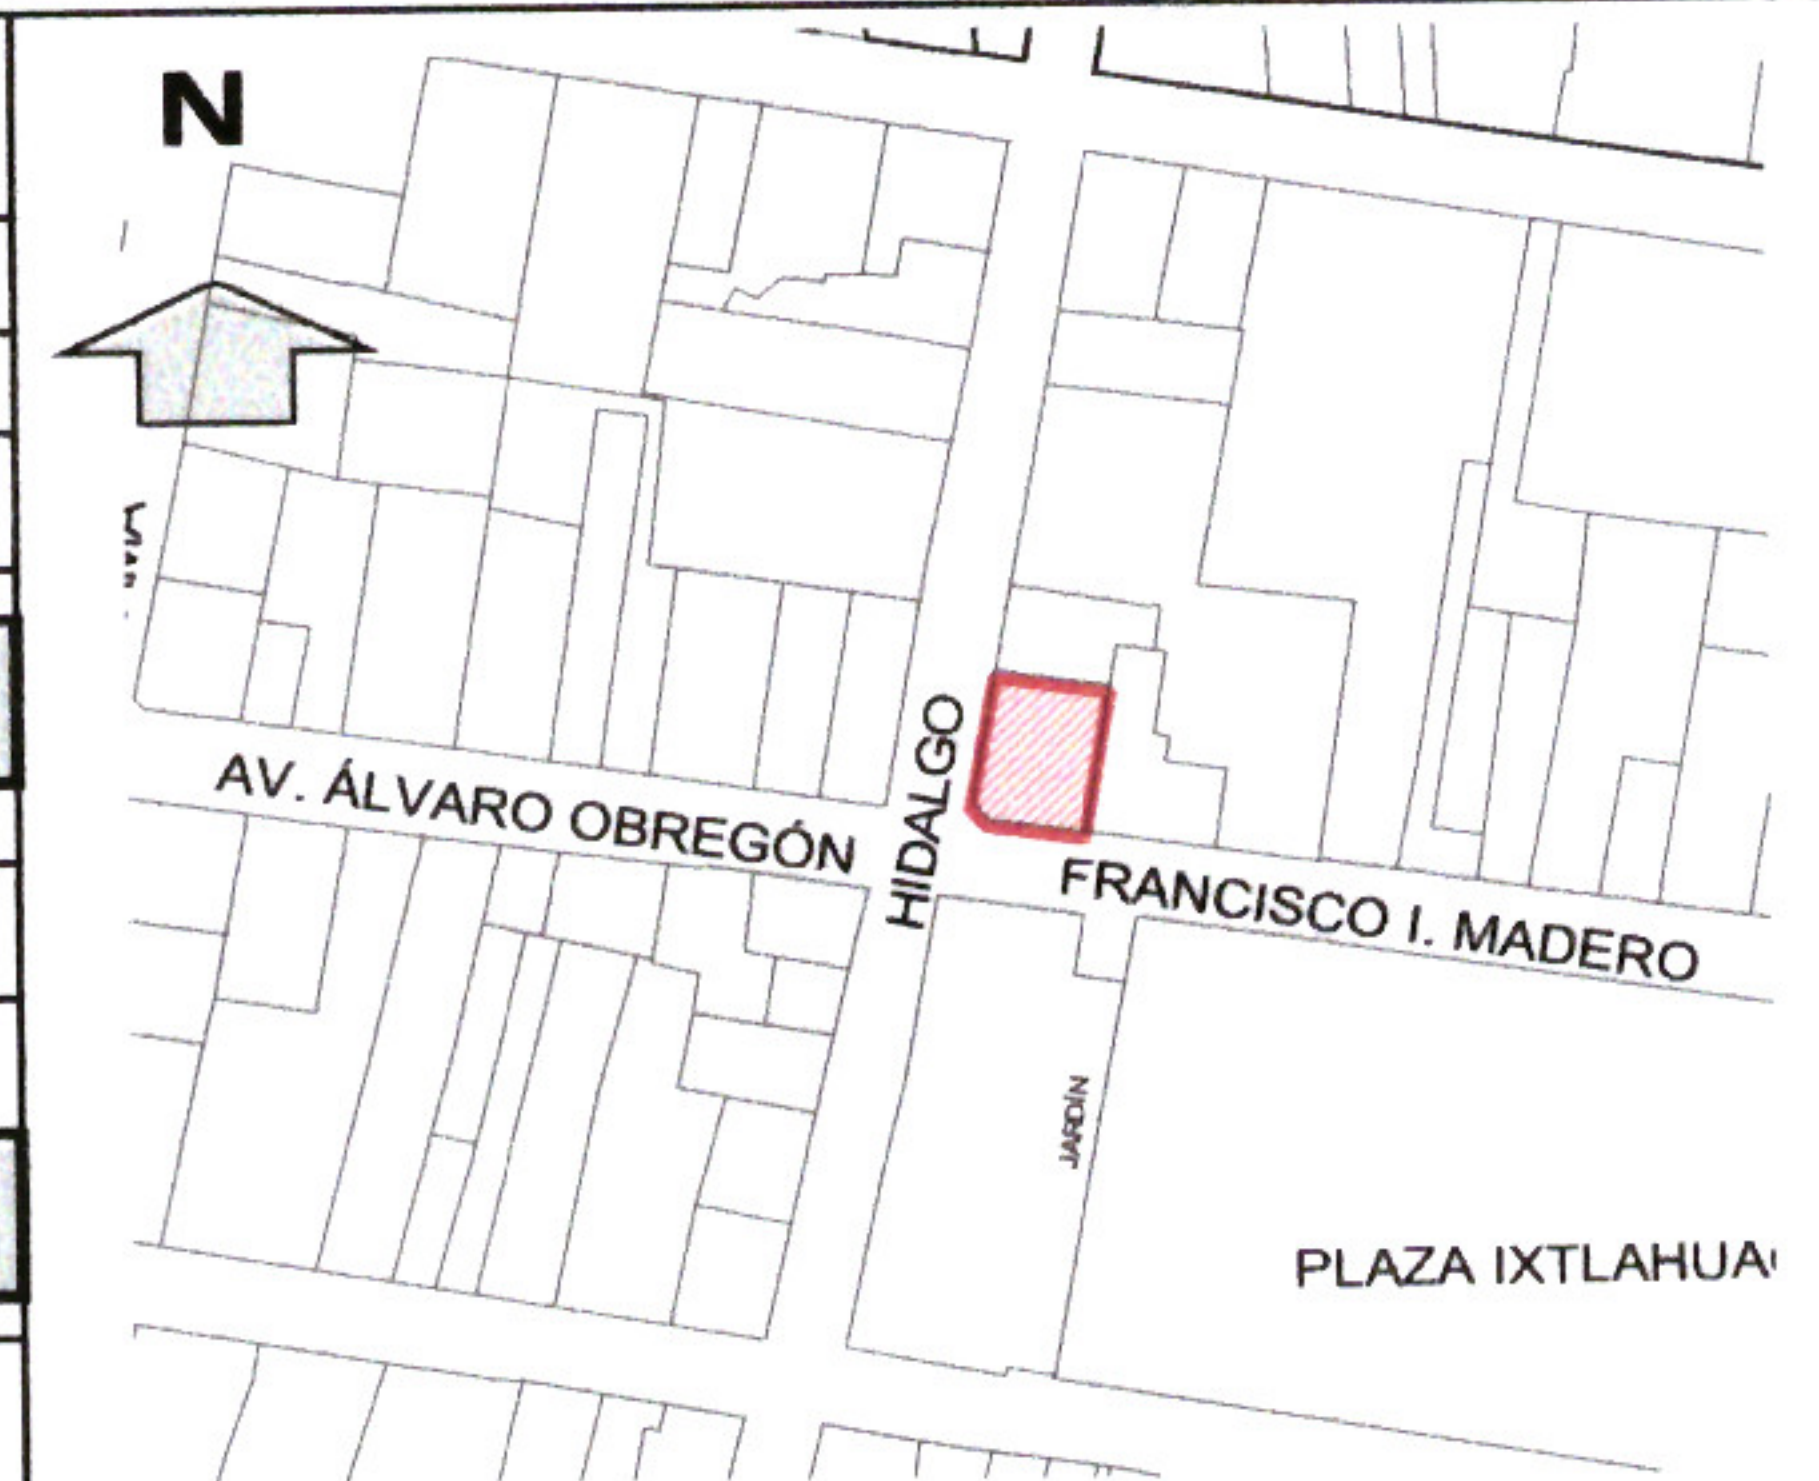 N
AV. ÁLVARO OBREGÓN
HIDALGO
FRANCISCO I. MADERO
JARDÍN
PLAZA IXTLAHUA